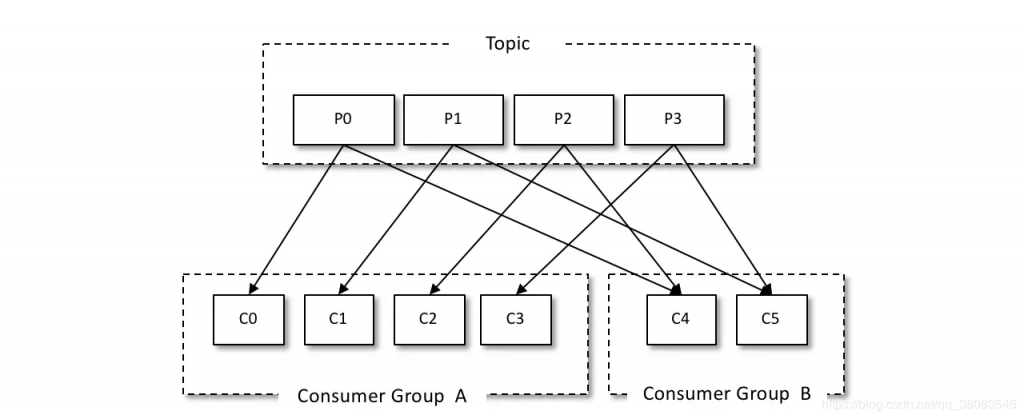 Topic
P0 P1 P2 P3
C0 C1 C2 C3 C4 C5
Consumer Group A Consumer Group B
https://blog.csdn.net/qq_38083545